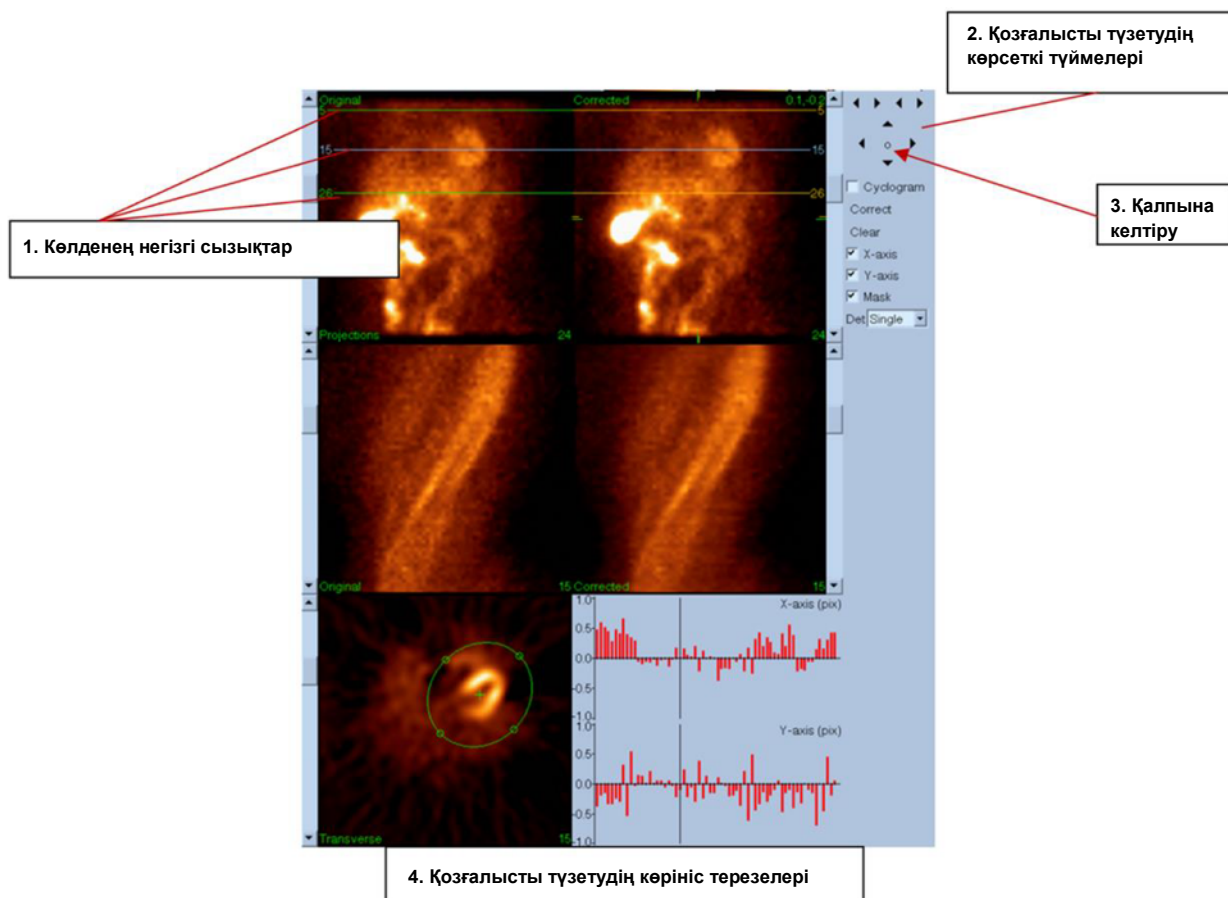 2. Қозғалысты түзетудің
көрсеткі түймелері
Original
Corrected
0.1,-0.2
5
5
15
15
26
26
Cyclogram
Correct
Clear
X-axis
Y-axis
Mask
Det Single
3. Қалпына
келтіру
1. Көлденең негізгі сызықтар
Projections
24
24
Original
15
Corrected
15
Transverse
15
X-axis (pix)
1.0
0.5
0.0
-0.5
-1.0
Y-axis (pix)
1.0
0.5
0.0
-0.5
-1.0
4. Қозғалысты түзетудің көрініс терезелері